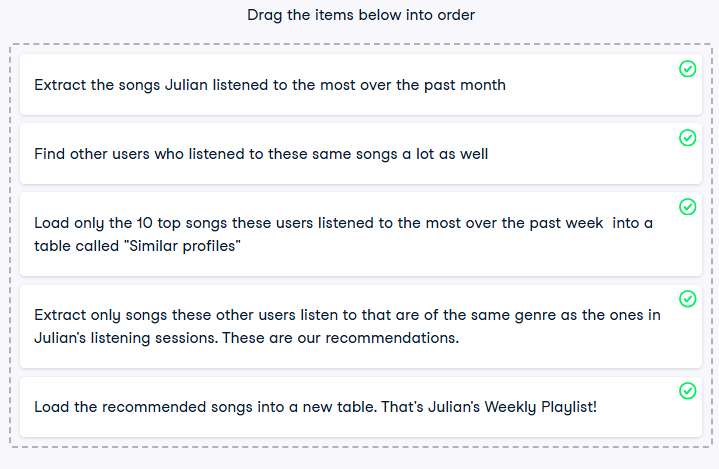 Drag the items below into order
Extract the songs Julian listened to the most over the past month
Find other users who listened to these same songs a lot as well
Load only the 10 top songs these users listened to the most over the past week  into a
table called "Similar profiles"
Extract only songs these other users listen to that are of the same genre as the ones in
Julian's listening sessions. These are our recommendations.
Load the recommended songs into a new table. That's Julian's Weekly Playlist!